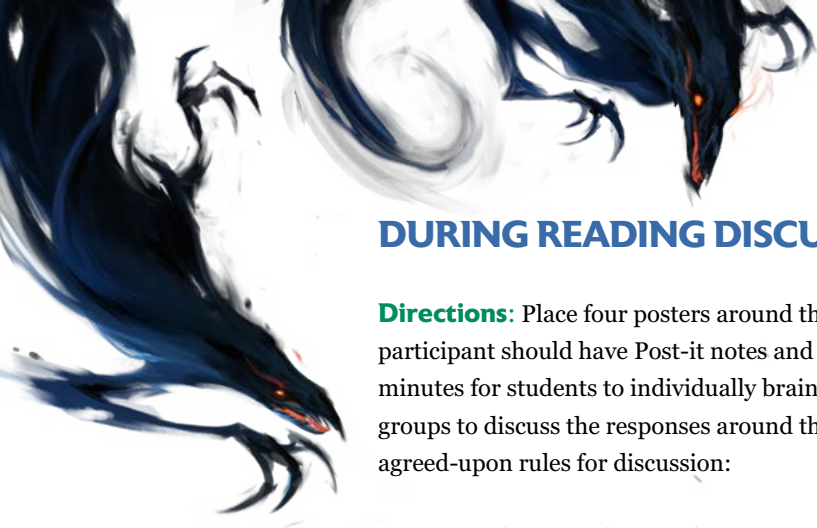 DURING READING DISCU
Directions: Place four posters around th
participant should have Post-it notes and
minutes for students to individually brain
groups to discuss the responses around th
agreed-upon rules for discussion: